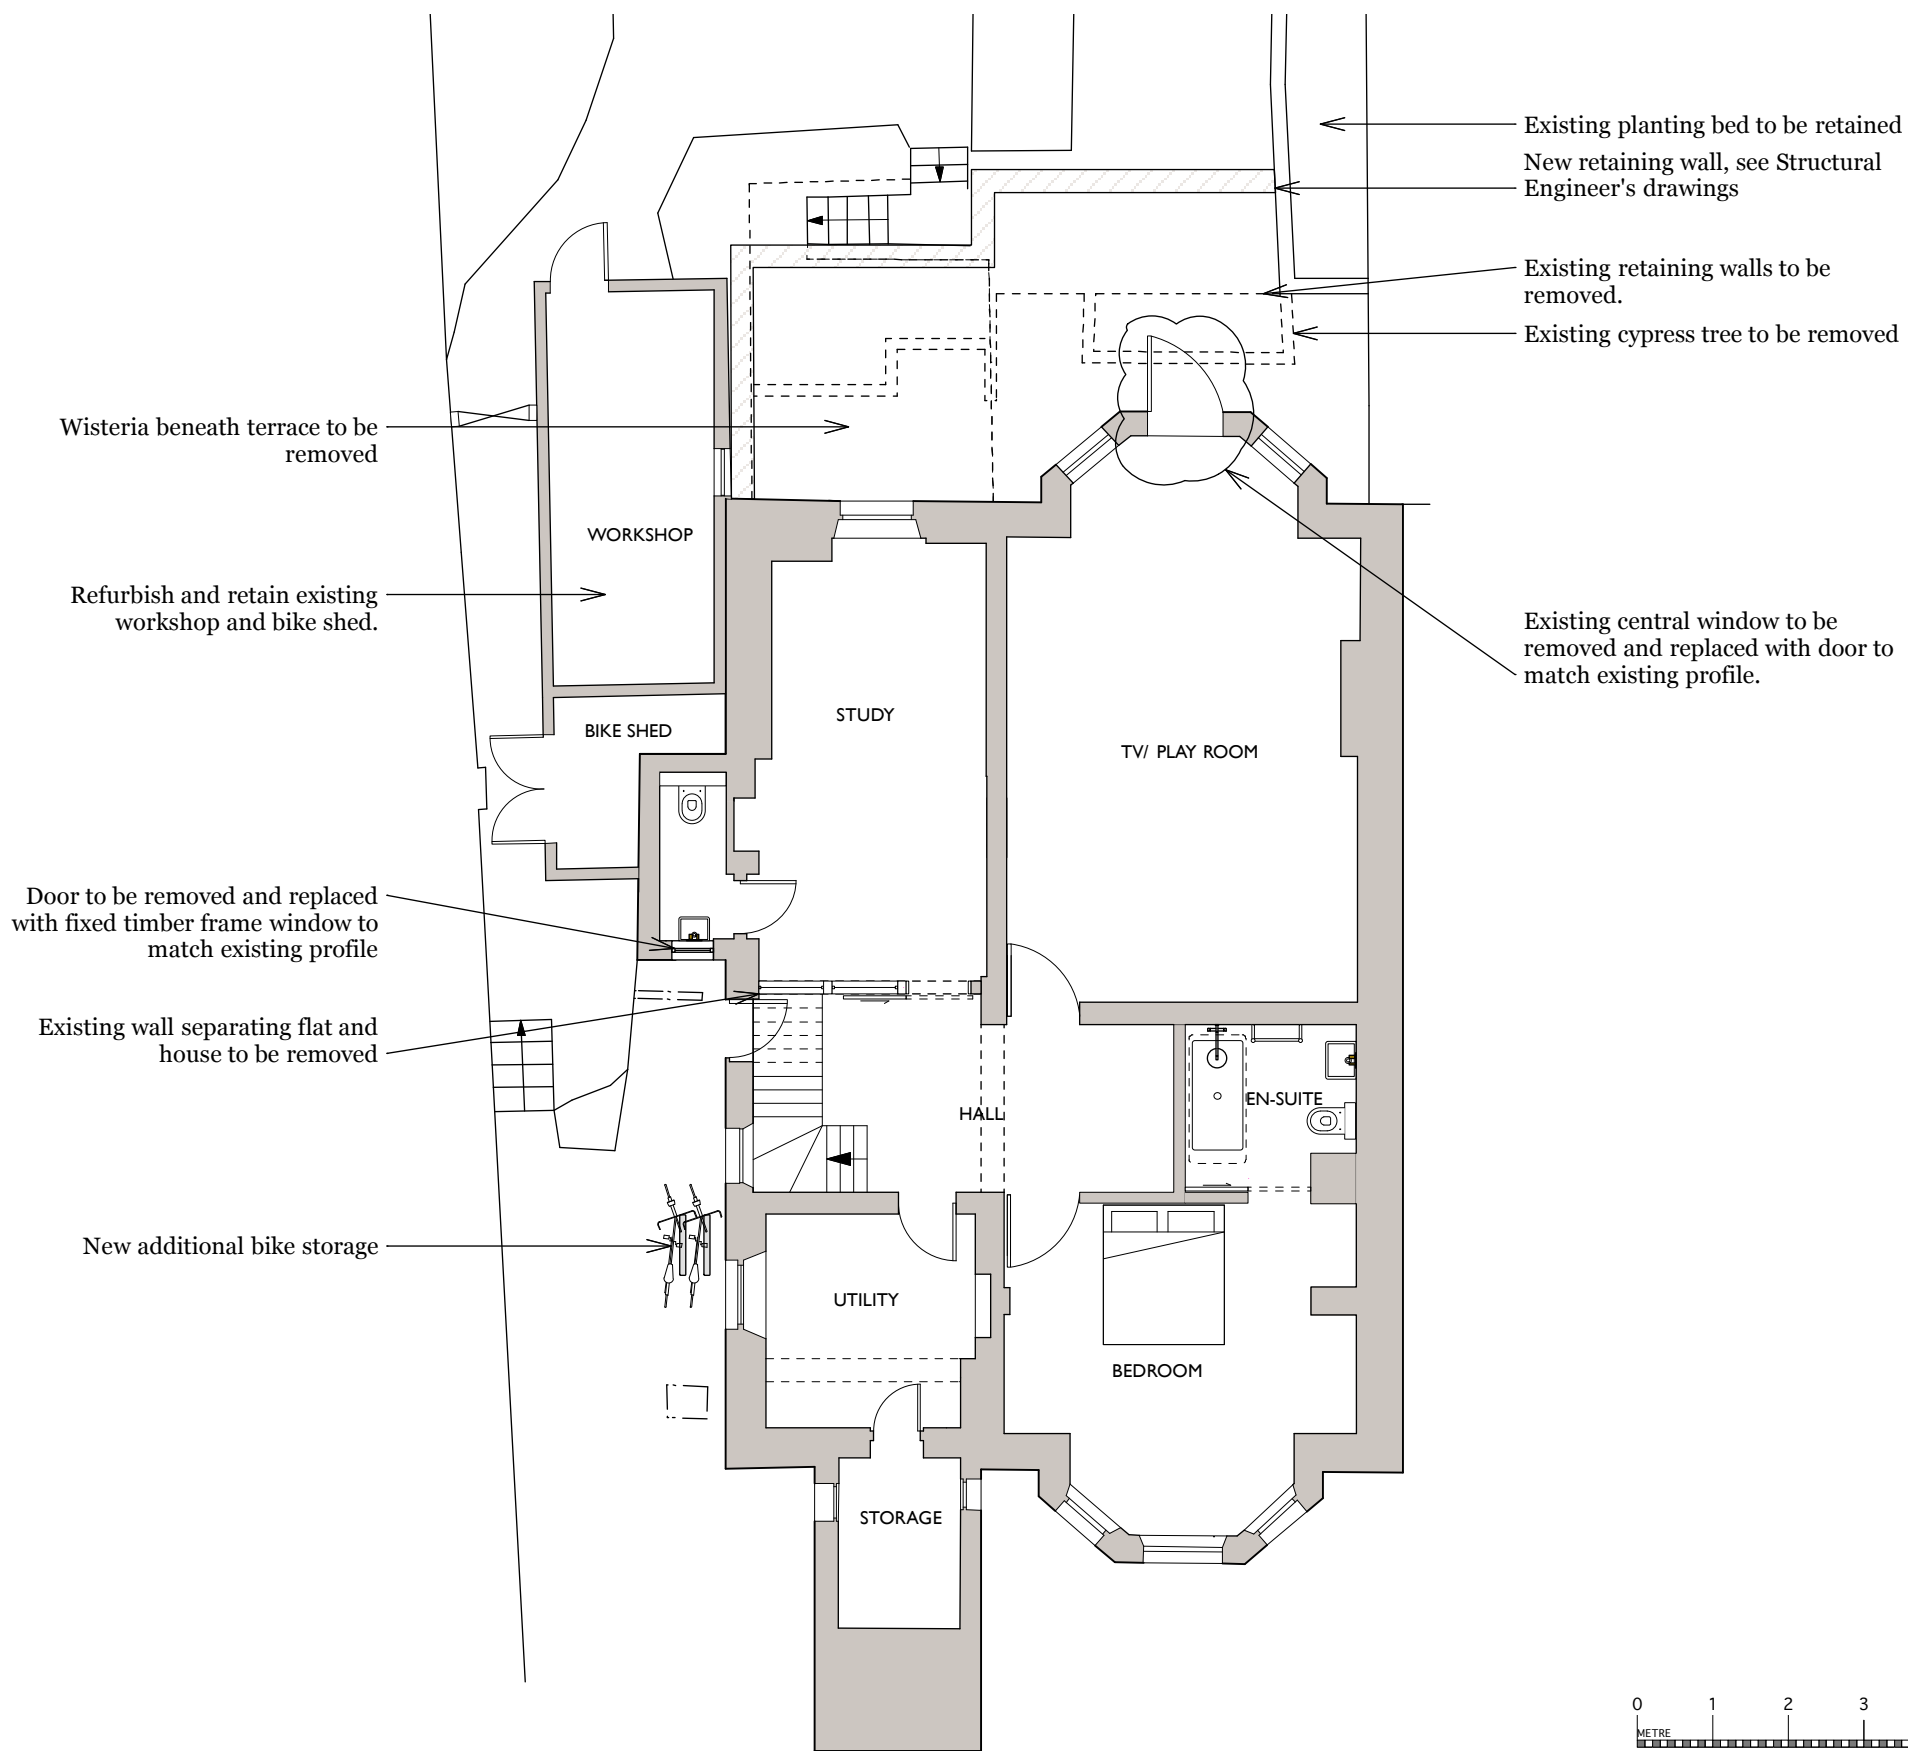 Existing planting bed to be retained
New retaining wall, see Structural
Engineer's drawings
Existing retaining walls to be
removed.
Existing cypress tree to be removed
Wisteria beneath terrace to be
removed
WORKSHOP
Refurbish and retain existing
workshop and bike shed.
Existing central window to be
removed and replaced with door to
match existing profile.
STUDY
BIKE SHED
TV/ PLAY ROOM
Door to be removed and replaced
with fixed timber frame window to
match existing profile
Existing wall separating flat and
house to be removed
HALL
EN-SUITE
New additional bike storage
UTILITY
BEDROOM
STORAGE
0 1 2 3
METRE